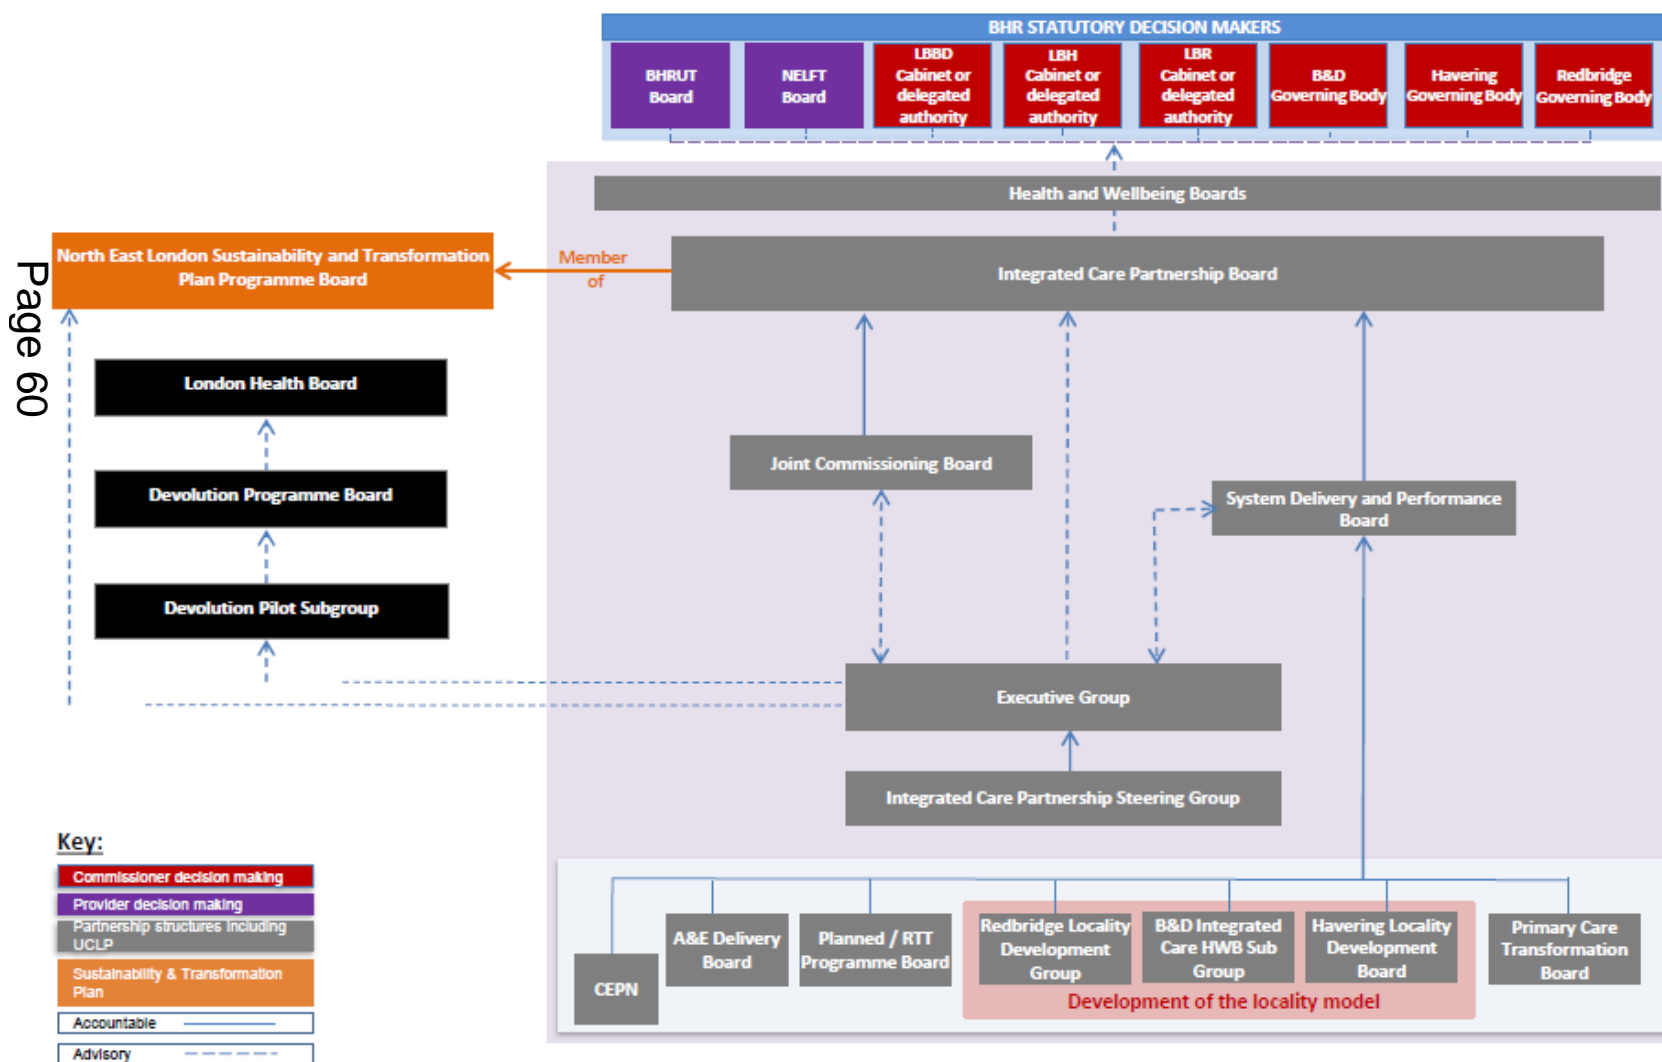 BHR STATUTORY DECISION MAKERS
BHRUT
Board
NELFT
Board
LBBD
Cabinet or
delegated
authority
LBH
Cabinet or
delegated
authority
LBR
Cabinet or
delegated
authority
B&D
Governing Body
Havering
Governing Body
Redbridge
Governing Body
Health and Wellbeing Boards
North East London Sustainability and Transformation
Plan Programme Board
Member
of
Integrated Care Partnership Board
Page 60
London Health Board
Joint Commissioning Board
Devolution Programme Board
System Delivery and Performance
Board
Devolution Pilot Subgroup
Executive Group
Integrated Care Partnership Steering Group
Key:
Commissioner decision making
Provider decision making
Partnership structures including
UCLP
Sustainability & Transformation
Plan
Accountable
Advisory
CEPN
A&E Delivery
Board
Planned / RTT
Programme Board
Redbridge Locality
Development
Group
B&D Integrated
Care HWB Sub
Group
Havering Locality
Development
Board
Primary Care
Transformation
Board
Development of the locality model